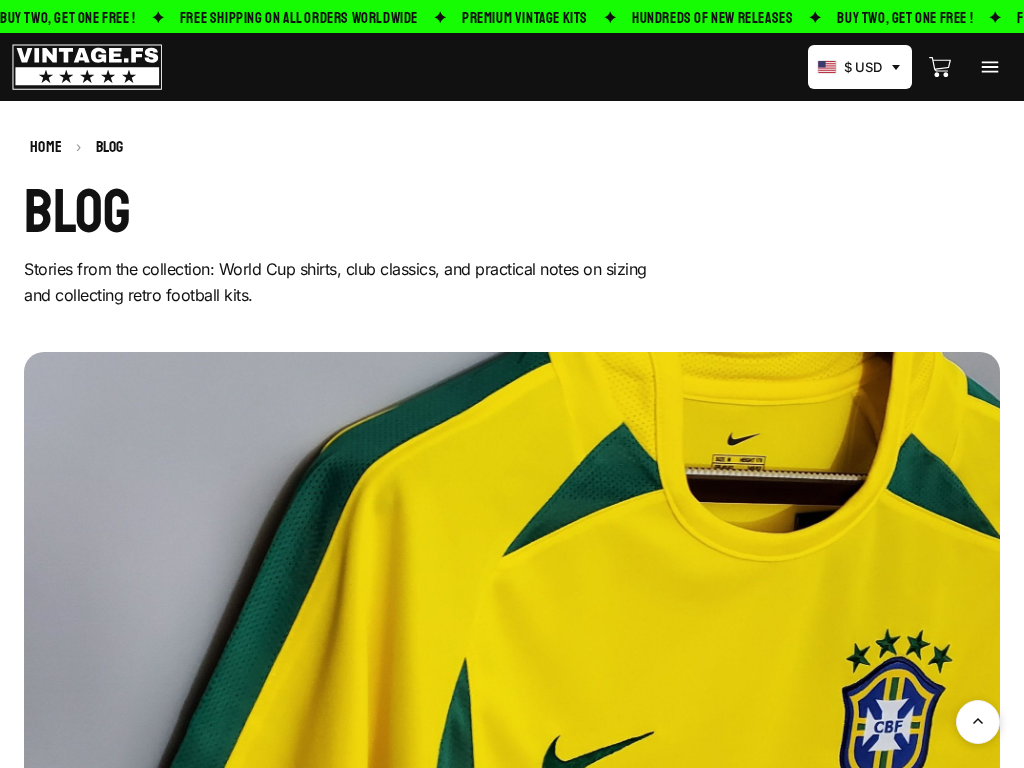 BUY TWO, GET ONE FREE ! ✦ FREE SHIPPING ON ALL ORDERS WORLDWIDE ✦ PREMIUM VINTAGE KITS ✦ HUNDREDS OF NEW RELEASES ✦ BUY TWO, GET ONE FREE ! ✦ F
VINTAGE.FS
$ USD
HOME › BLOG
BLOG
Stories from the collection: World Cup shirts, club classics, and practical notes on sizing
and collecting retro football kits.
CBF